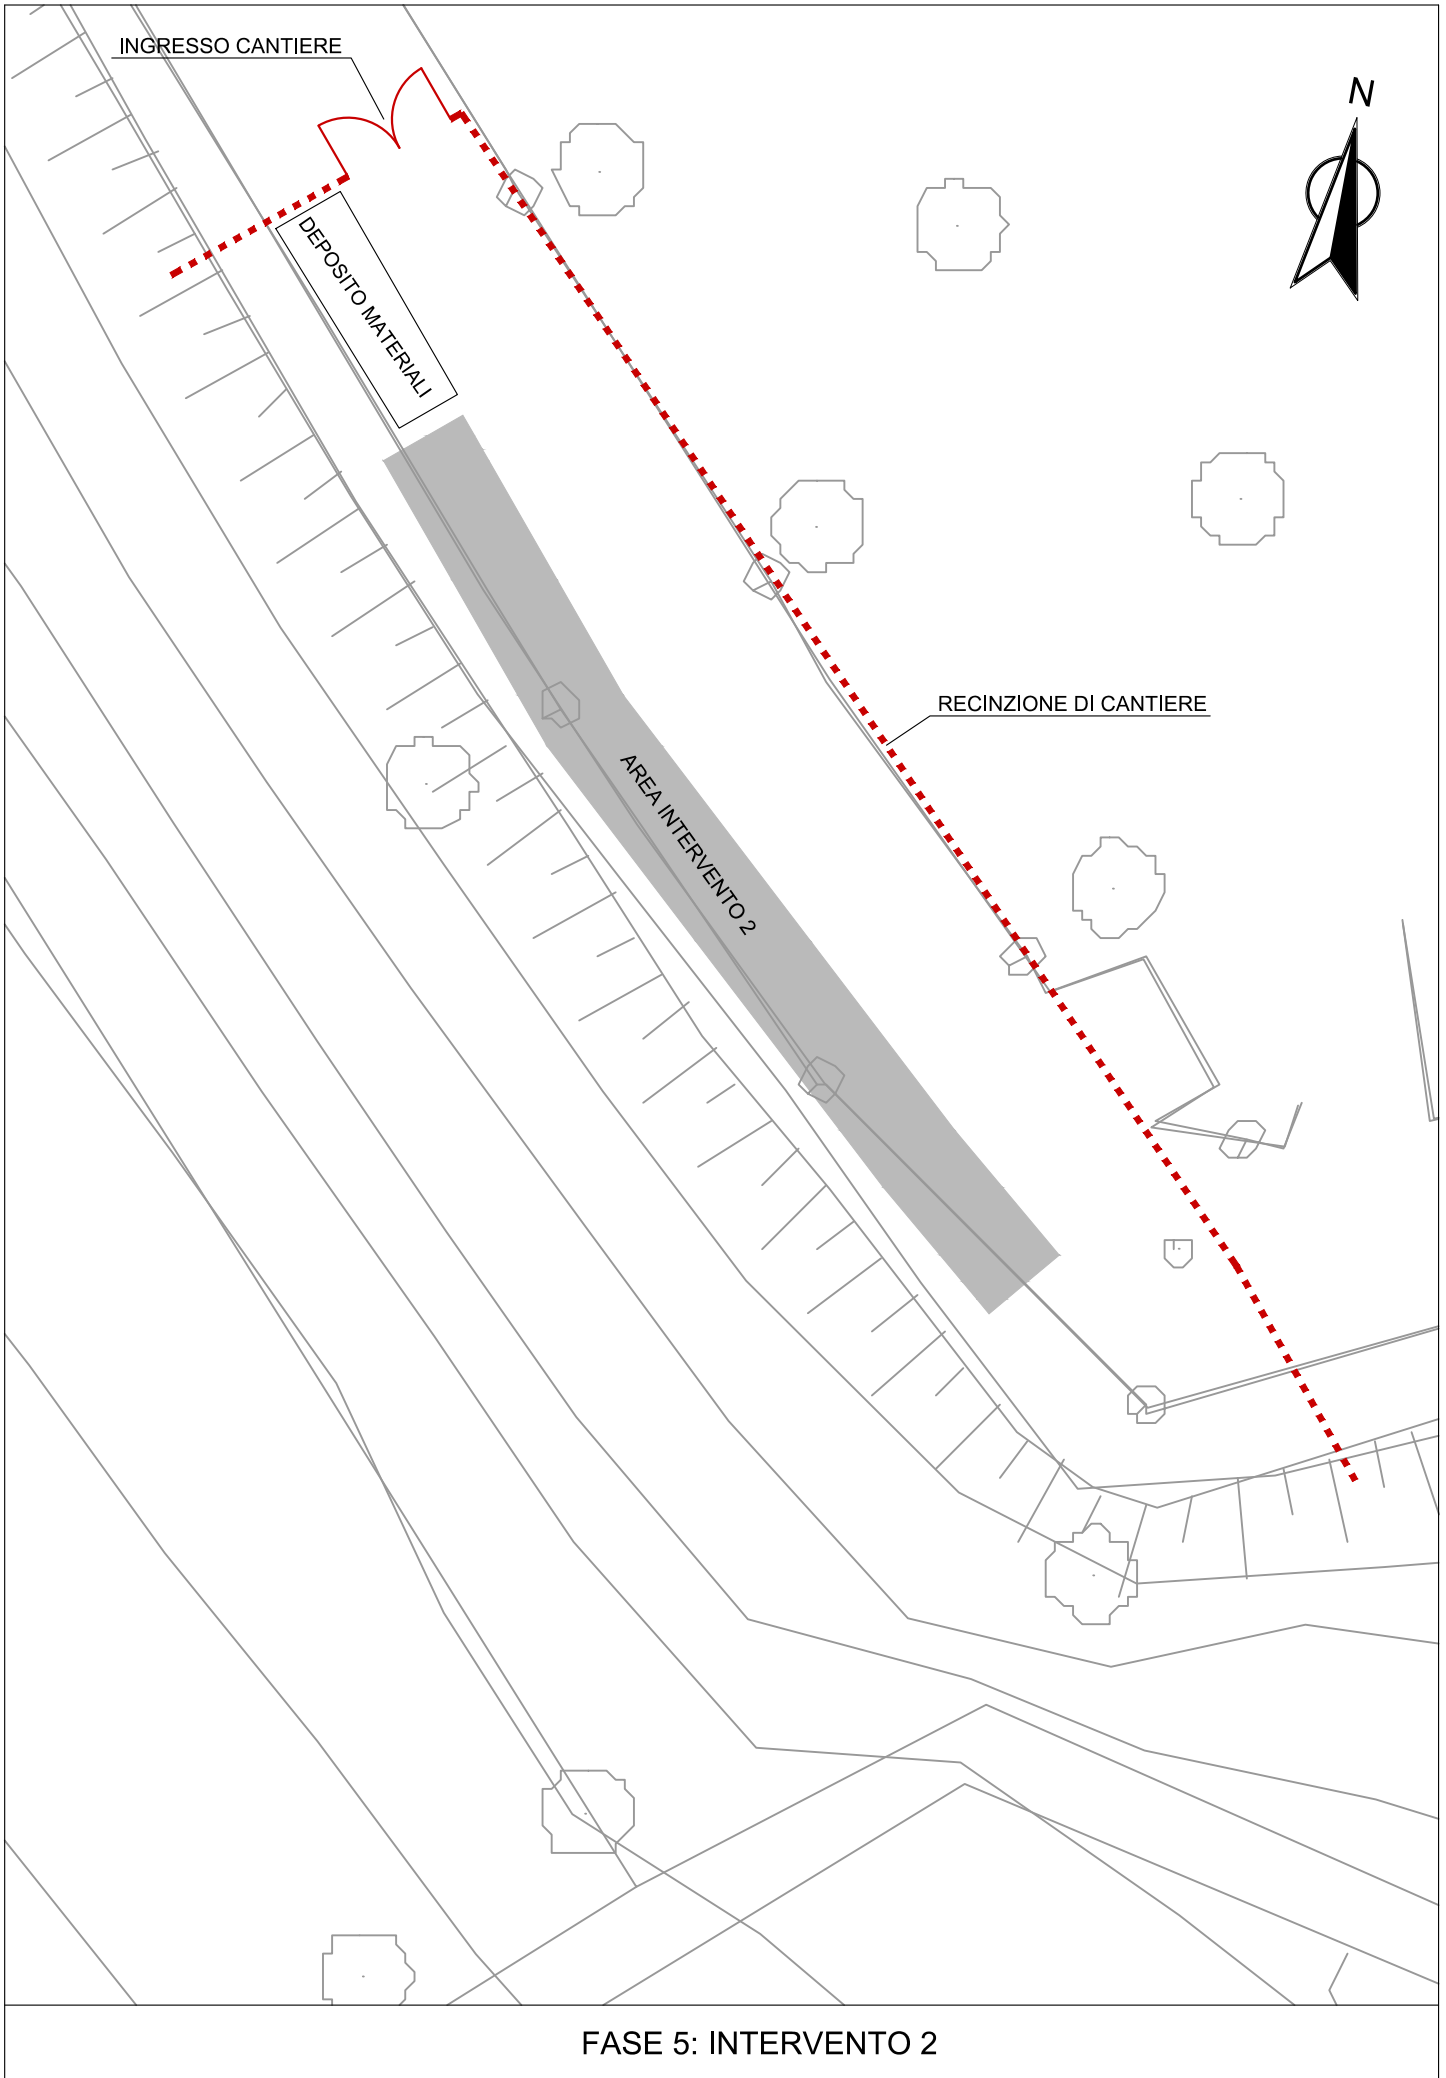 INGRESSO CANTIERE
N
DEPOSITO MATERIALI
RECINZIONE DI CANTIERE
AREA INTERVENTO 2
FASE 5: INTERVENTO 2